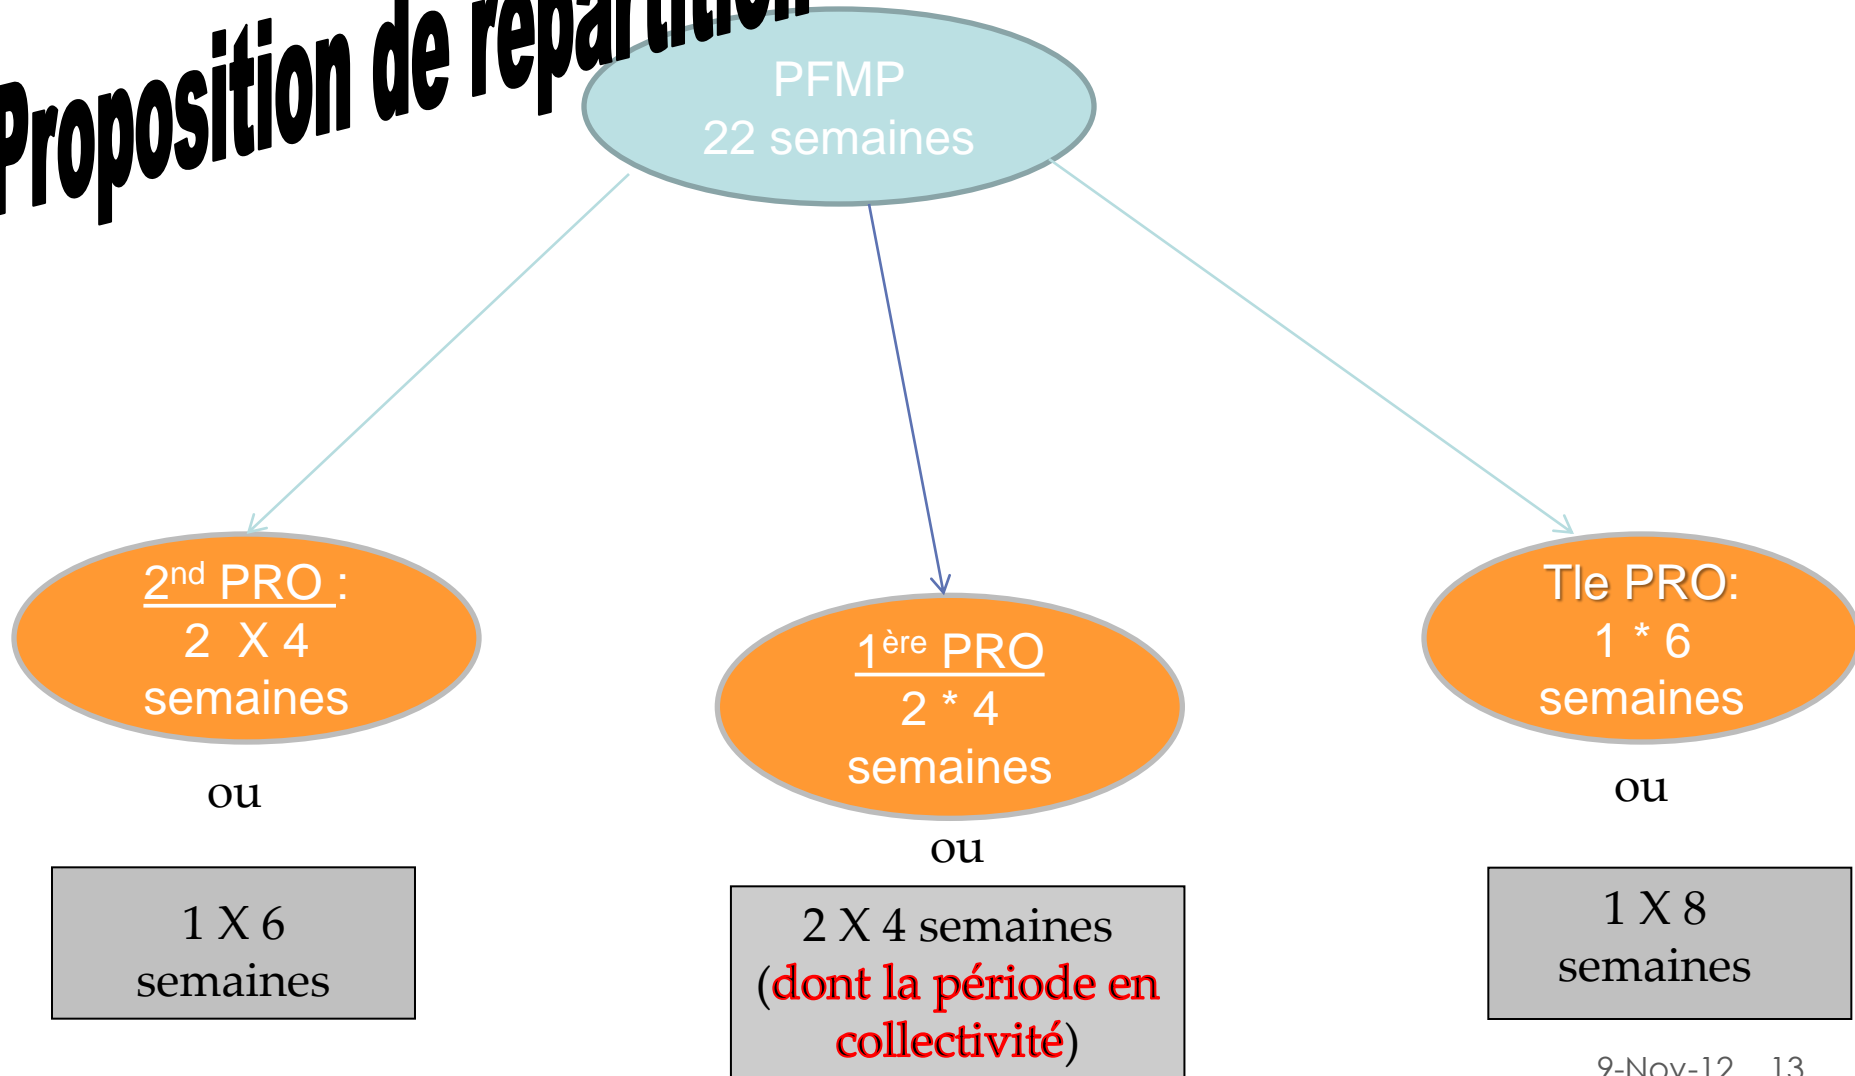 Proposition de répartition
PFMP
22 semaines
2nd PRO :
2 X 4
semaines
ou
1 X 6
semaines
1ère PRO
2 * 4
semaines
ou
2 X 4 semaines
(dont la période en
collectivité)
Tle PRO:
1 * 6
semaines
ou
1 X 8
semaines
9-Nov-12 13